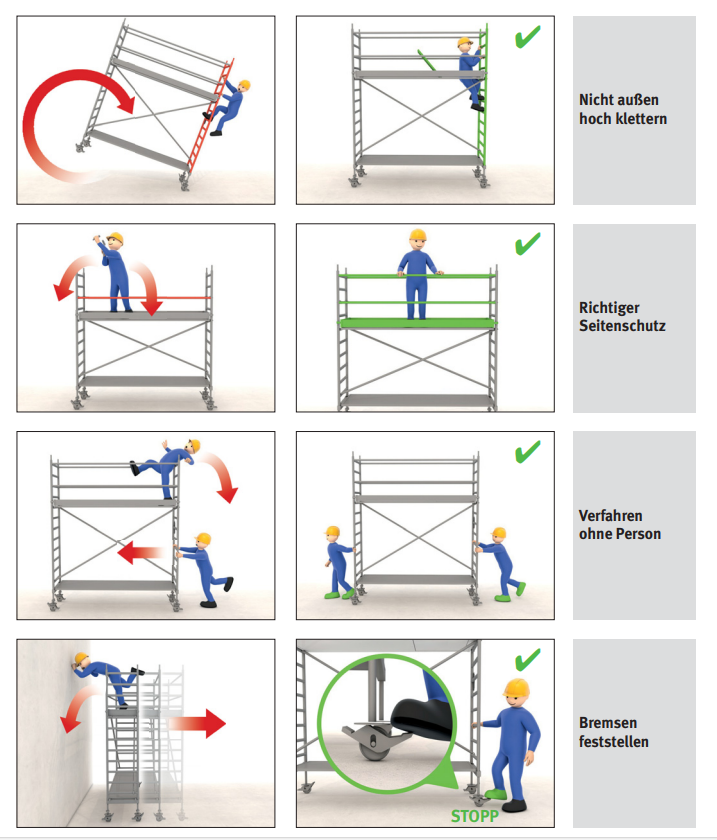 Nicht außen
hoch klettern
Richtiger
Seitenschutz
Verfahren
ohne Person
STOPP
Bremsen
feststellen